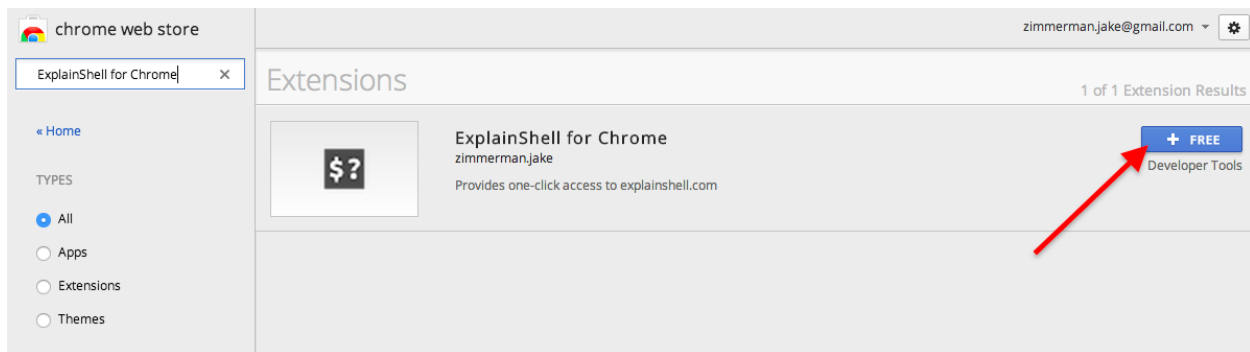 chrome web store
zimmerman.jake@gmail.com
ExplainShell for Chrome
Extensions
1 of 1 Extension Results
« Home
TYPES
All
Apps
Extensions
Themes
$?
ExplainShell for Chrome
zimmerman.jake
Provides one-click access to explainshell.com
+ FREE
Developer Tools